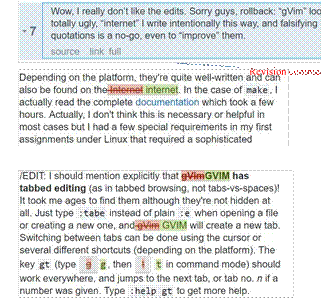 Wow, I really don't like the edits. Sorry guys, rollback: "gVim" loo
7
totally ugly, "internet" I write intentionally this way, and falsifying
quotations is a no-go, even to "improve" them.
source link full
Revision
Depending on the platform, they're quite well-written and can
also be found on the Internet internet. In the case of make, I
actually read the complete documentation which took a few
hours. Actually, I don't think this is necessary or helpful in
most cases but I had a few special requirements in my first
assignments under Linux that required a sophisticated
/EDIT: I should mention explicitly that gVim GVIM has
tabbed editing (as in tabbed browsing, not tabs-vs-spaces)!
It took me ages to find them although they're not hidden at
all. Just type :tabe instead of plain :e when opening a file
or creating a new one, and gVim GVIM will create a new tab.
Switching between tabs can be done using the cursor or
several different shortcuts (depending on the platform). The
key gt (type g g, then t t in command mode) should
work everywhere, and jumps to the next tab, or tab no. n if a
number was given. Type :help gt to get more help.